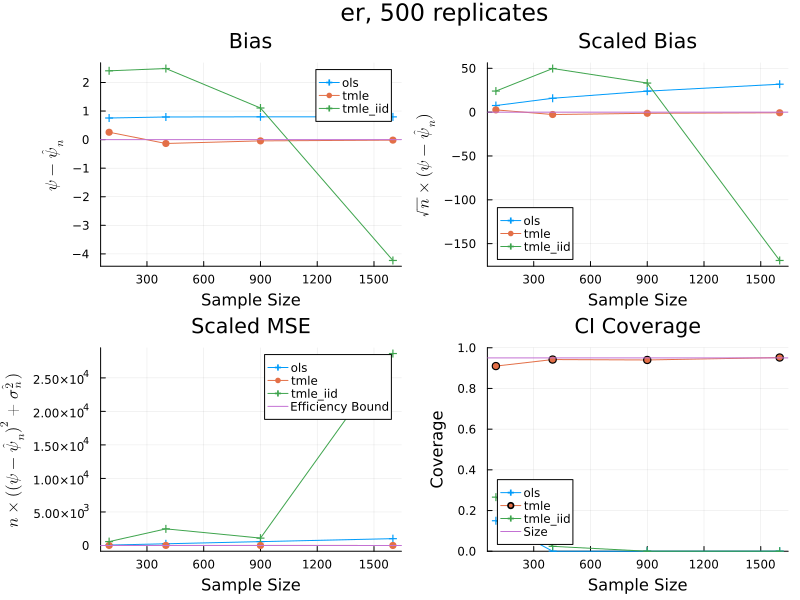 er, 500 replicates
Bias
2
1
0
−1
−2
−3
−4
ψ − ψ̂ₙ
300 600 900 1200 1500
Sample Size
ols
tmle
tmle_iid
Scaled Bias
50
0
−50
−100
−150
√n × (ψ − ψ̂ₙ)
300 600 900 1200 1500
Sample Size
ols
tmle
tmle_iid
Scaled MSE
2.50×10⁴
2.00×10⁴
1.50×10⁴
1.00×10⁴
5.00×10³
0
n × ((ψ − ψ̂ₙ)² + σ̂ₙ²)
300 600 900 1200 1500
Sample Size
ols
tmle
tmle_iid
Efficiency Bound
CI Coverage
1.0
0.8
0.6
0.4
0.2
0.0
Coverage
300 600 900 1200 1500
Sample Size
ols
tmle
tmle_iid
Size